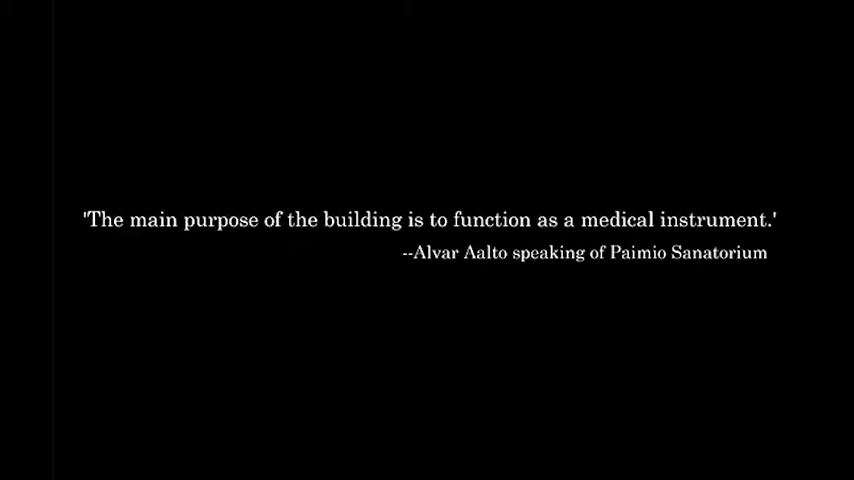 'The main purpose of the building is to function as a medical instrument.'
--Alvar Aalto speaking of Paimio Sanatorium